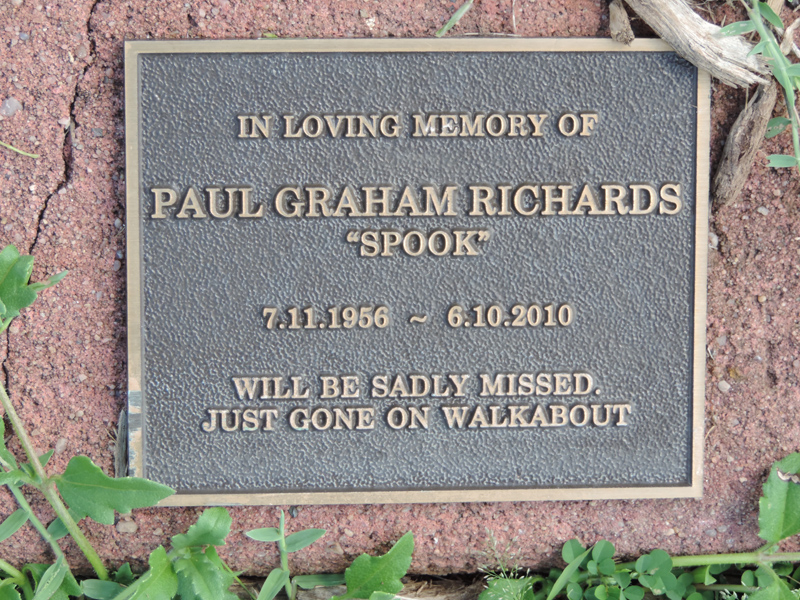 IN LOVING MEMORY OF
PAUL GRAHAM RICHARDS
“SPOOK”
7.11.1956 ~ 6.10.2010
WILL BE SADLY MISSED.
JUST GONE ON WALKABOUT